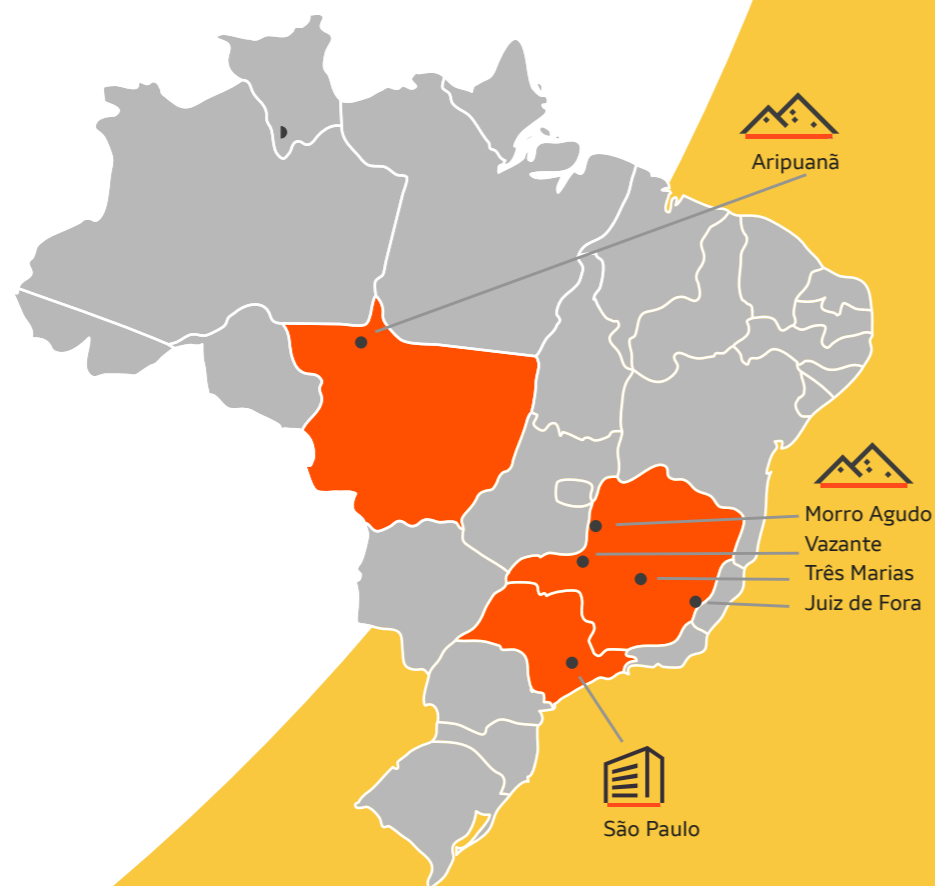 Aripuanã
Morro Agudo
Vazante
Três Marias
Juiz de Fora
São Paulo